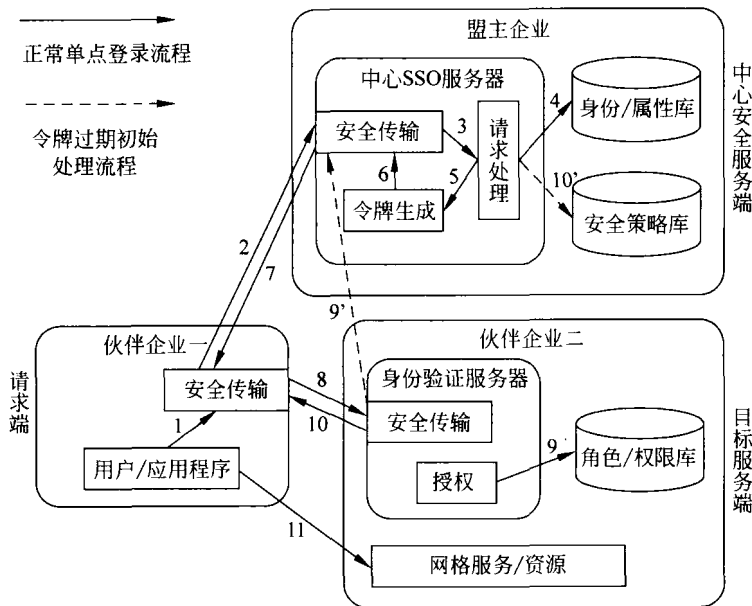 正常单点登录流程
令牌过期初始
处理流程
盟主企业
中心SSO服务器
安全传输
3
请求处理
4
身份/属性库
6
5
令牌生成
10’
安全策略库
中心安全服务端
2
7
9’
请求端
伙伴企业一
安全传输
1
用户/应用程序
8
10
11
伙伴企业二
身份验证服务器
安全传输
授权
9
角色/权限库
网格服务/资源
目标服务端